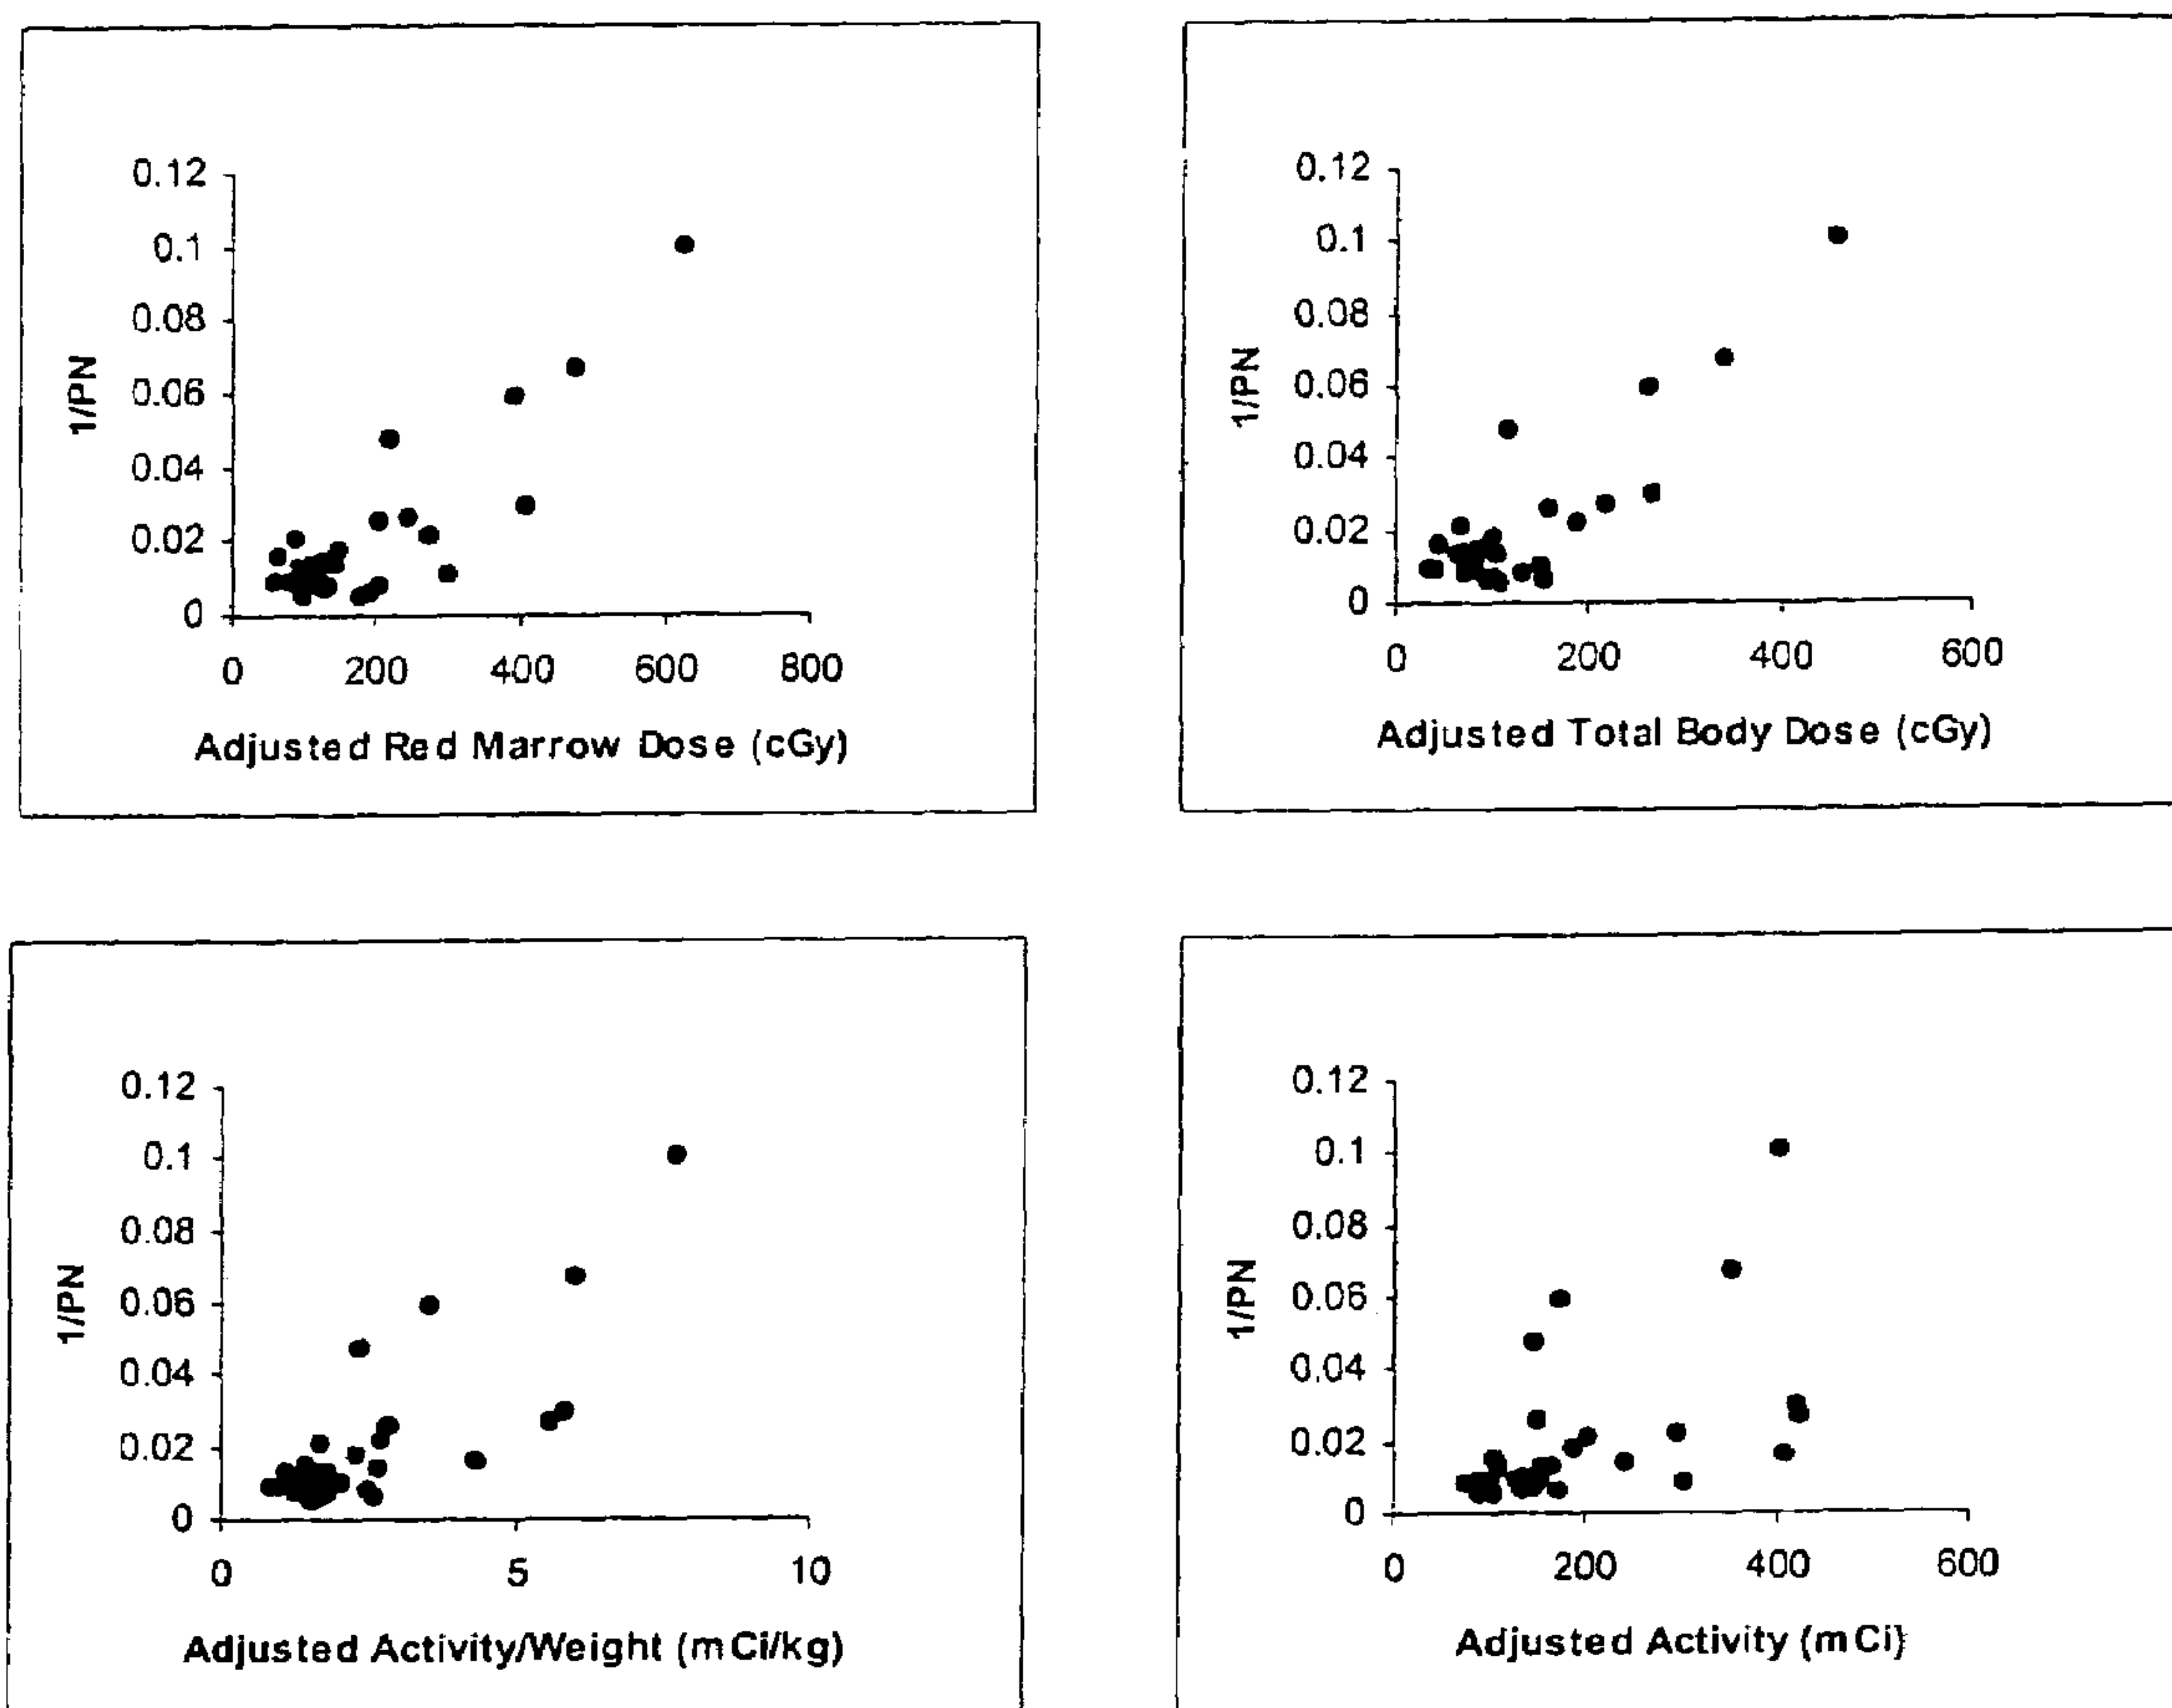 0.12
0.1
0.08
0.06
0.04
0.02
0
1/PN
0 200 400 600 800
Adjusted Red Marrow Dose (cGy)
0.12
0.1
0.08
0.06
0.04
0.02
0
1/PN
0 200 400 600
Adjusted Total Body Dose (cGy)
0.12
0.1
0.08
0.06
0.04
0.02
0
1/PN
0 5 10
Adjusted Activity/Weight (mCi/kg)
0.12
0.1
0.08
0.06
0.04
0.02
0
1/PN
0 200 400 600
Adjusted Activity (mCi)